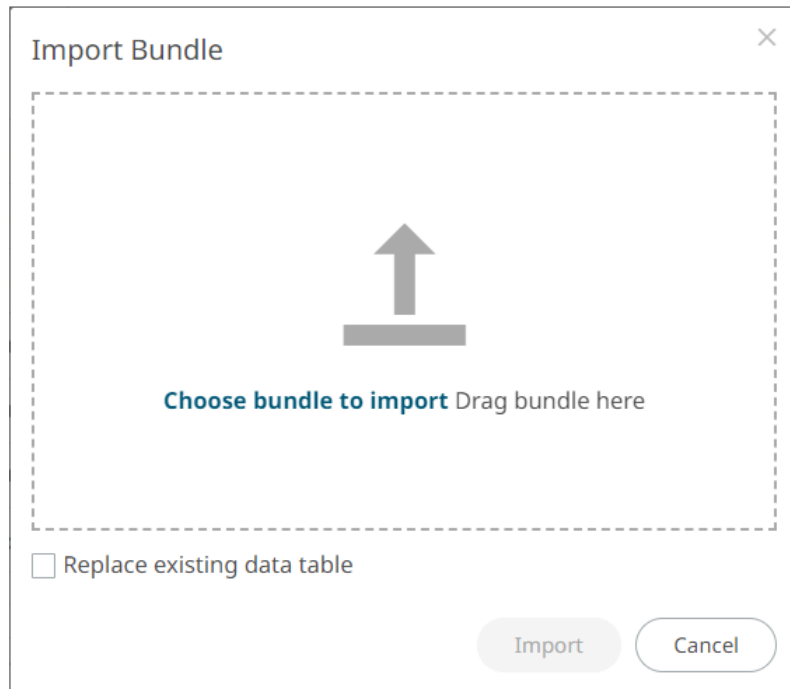 Import Bundle
Choose bundle to import Drag bundle here
Replace existing data table
Import Cancel